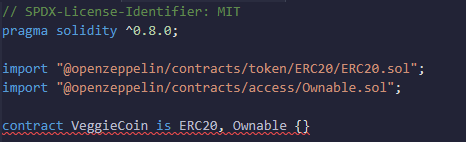 // SPDX-License-Identifier: MIT
pragma solidity ^0.8.0;
import "@openzeppelin/contracts/token/ERC20/ERC20.sol";
import "@openzeppelin/contracts/access/Ownable.sol";
contract VeggieCoin is ERC20, Ownable {}